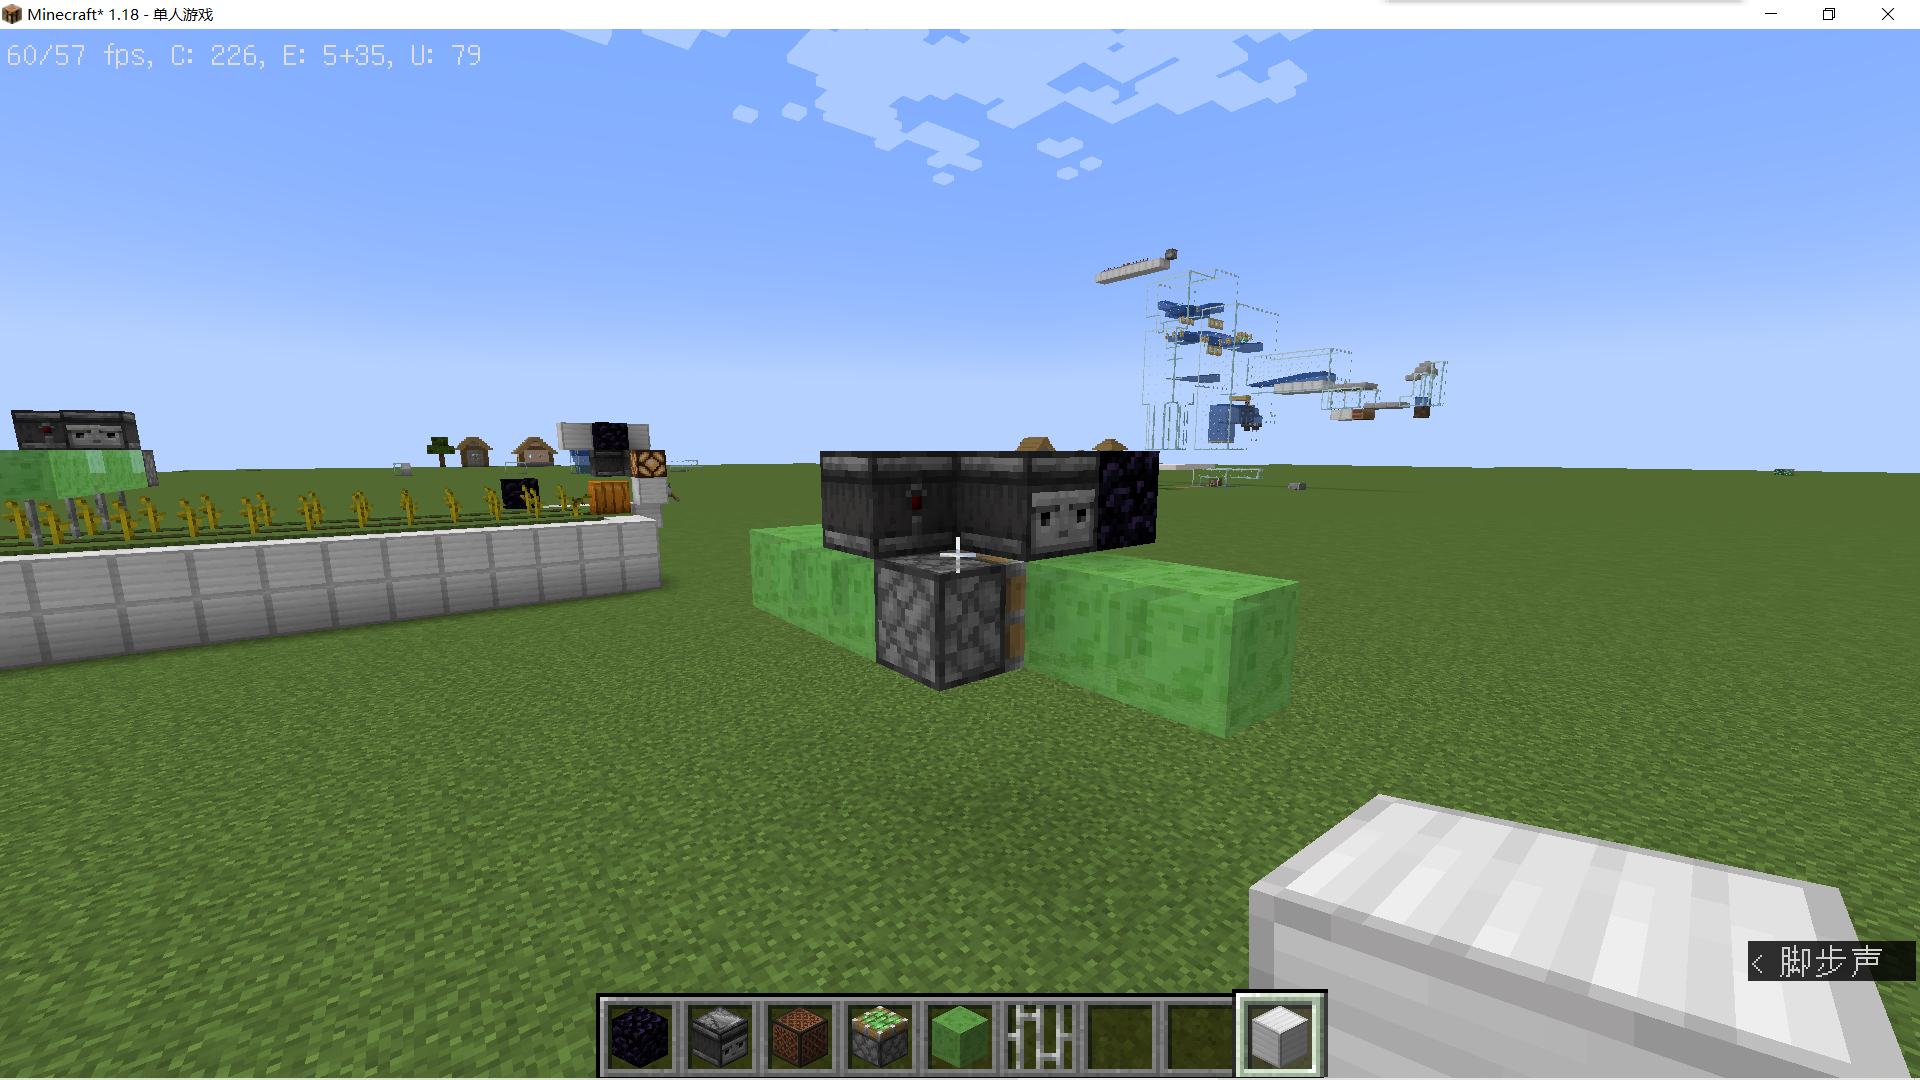 Minecraft* 1.18 - 单人游戏
60/57 fps, C: 226, E: 5+35, U: 79
< 脚步声